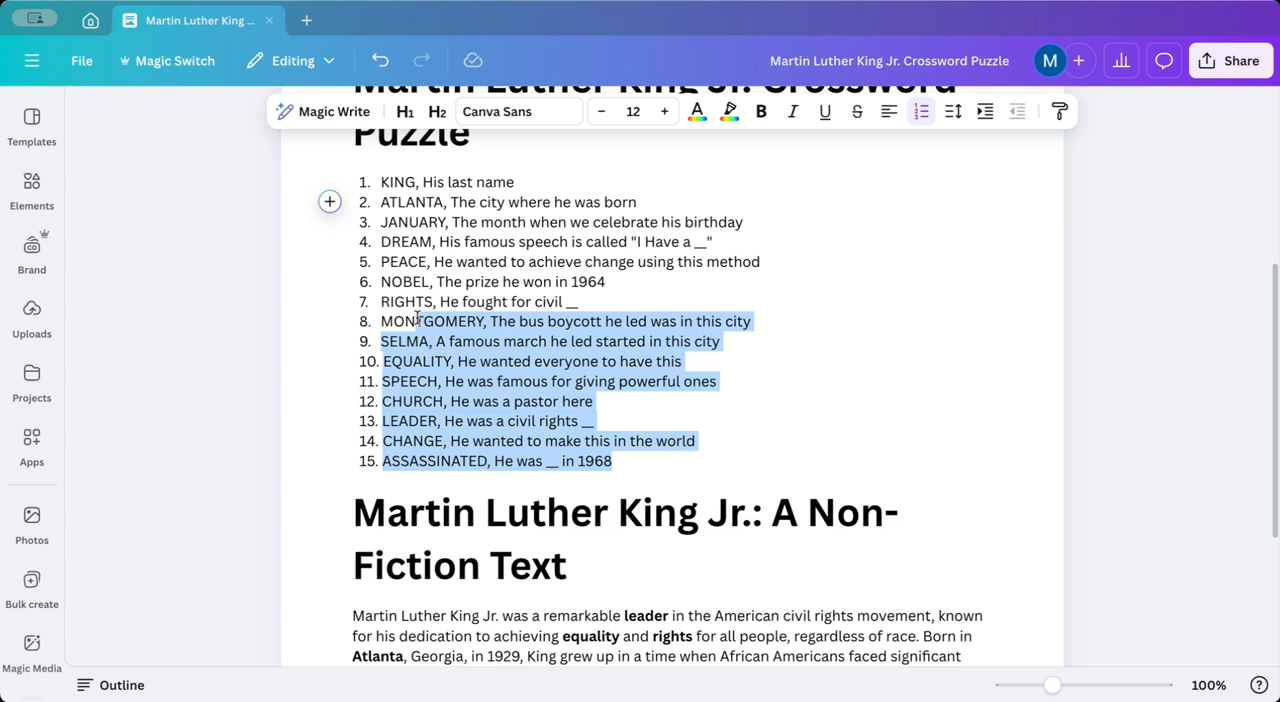 Martin Luther King ...
File
Magic Switch
Editing
Martin Luther King Jr. Crossword Puzzle
M
Share
Martin Luther King Jr. Crossword
Magic Write
H1
H2
Canva Sans
12
A
B
I
U
S
Puzzle
Templates
Elements
Brand
Uploads
Projects
Apps
Photos
Bulk create
Magic Media
1. KING, His last name
2. ATLANTA, The city where he was born
3. JANUARY, The month when we celebrate his birthday
4. DREAM, His famous speech is called "I Have a __"
5. PEACE, He wanted to achieve change using this method
6. NOBEL, The prize he won in 1964
7. RIGHTS, He fought for civil __
8. MONTGOMERY, The bus boycott he led was in this city
9. SELMA, A famous march he led started in this city
10. EQUALITY, He wanted everyone to have this
11. SPEECH, He was famous for giving powerful ones
12. CHURCH, He was a pastor here
13. LEADER, He was a civil rights __
14. CHANGE, He wanted to make this in the world
15. ASSASSINATED, He was __ in 1968
Martin Luther King Jr.: A Non-
Fiction Text
Martin Luther King Jr. was a remarkable leader in the American civil rights movement, known
for his dedication to achieving equality and rights for all people, regardless of race. Born in
Atlanta, Georgia, in 1929, King grew up in a time when African Americans faced significant
Outline
100%